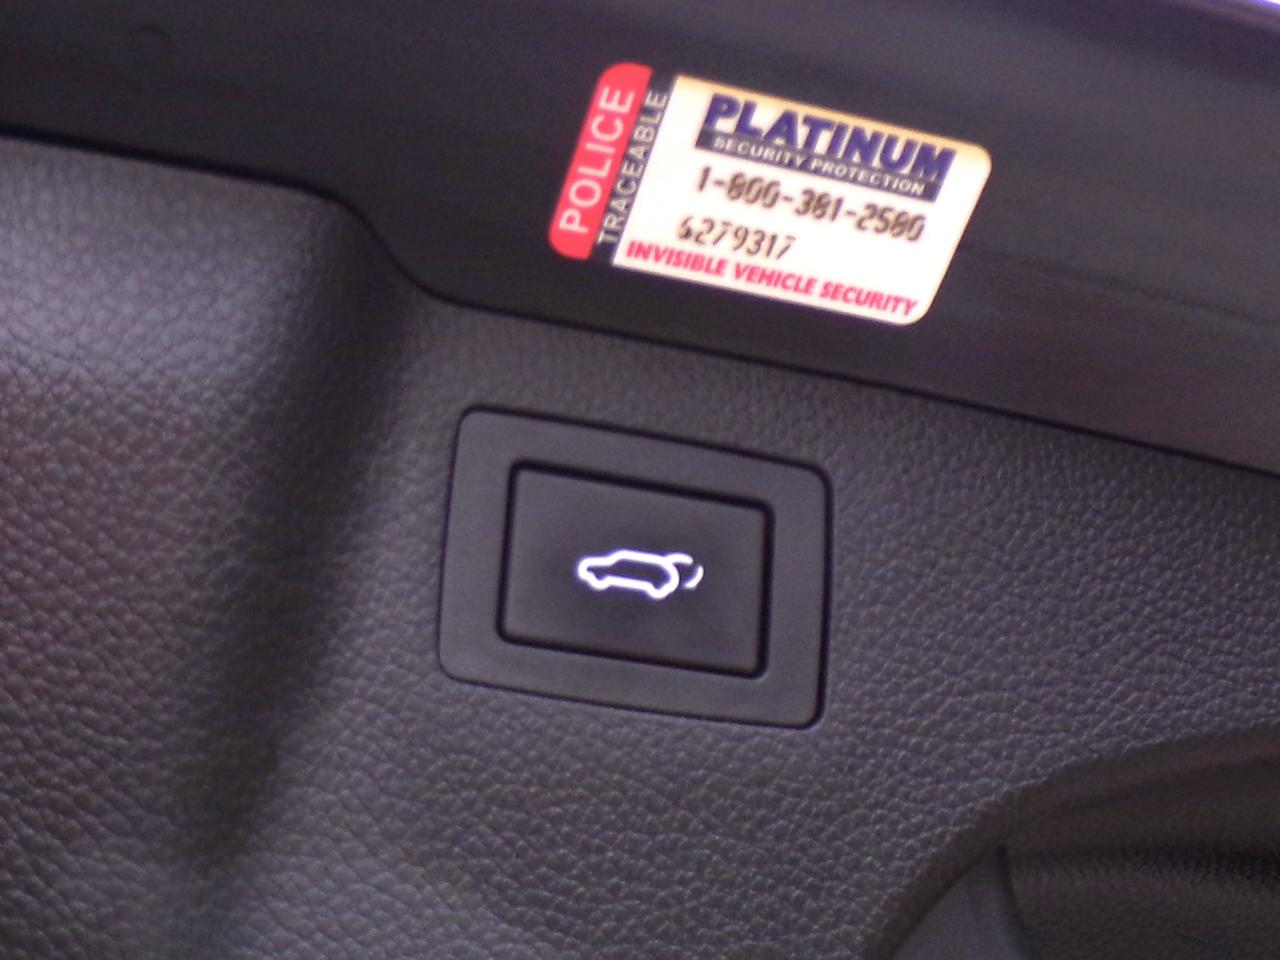 POLICE
TRACEABLE
PLATINUM
SECURITY PROTECTION
1-800-381-2580
6279317
INVISIBLE VEHICLE SECURITY